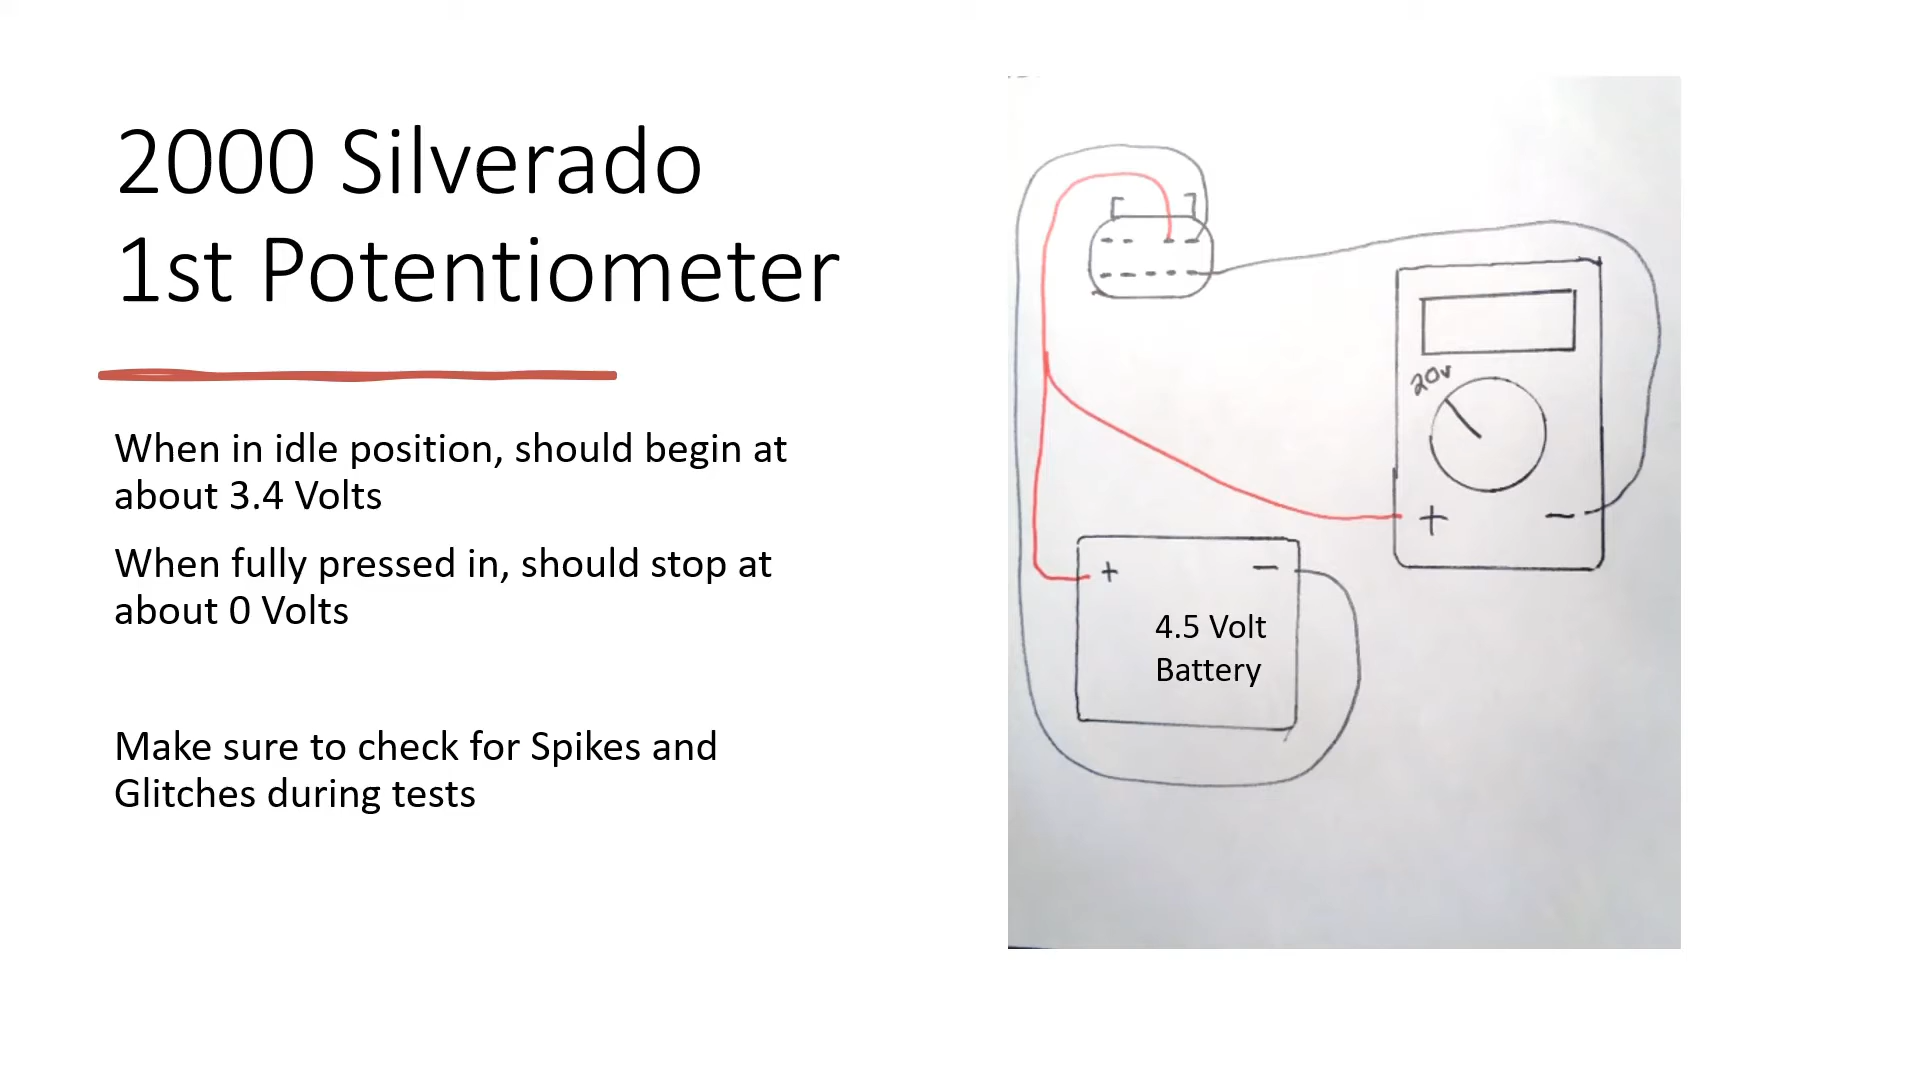 2000 Silverado
1st Potentiometer
When in idle position, should begin at
about 3.4 Volts
When fully pressed in, should stop at
about 0 Volts
Make sure to check for Spikes and
Glitches during tests
20v
+ −
+ −
4.5 Volt
Battery